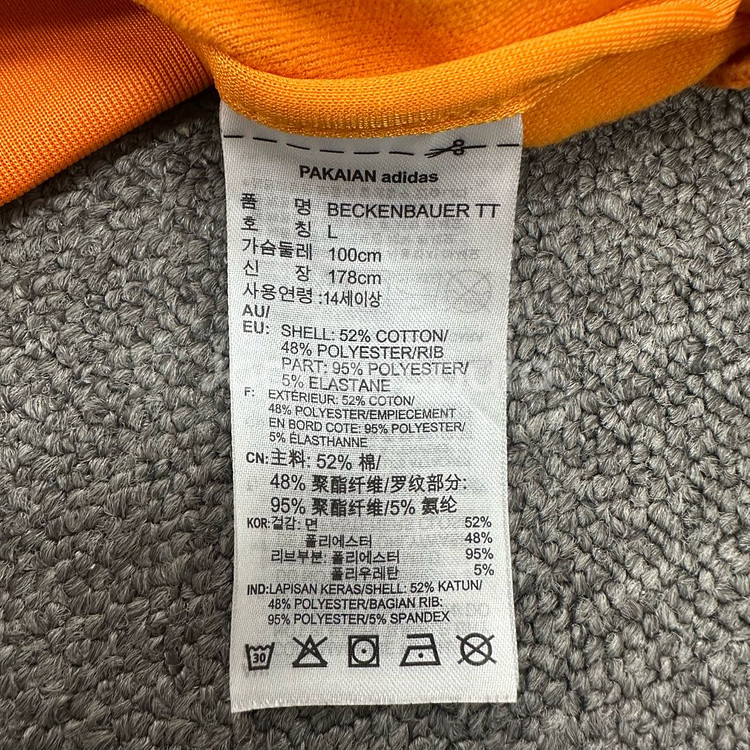 PAKAIAN adidas
품 명 BECKENBAUER TT
호 칭 L
가슴둘레 100cm
신 장 178cm
사용연령 :14세이상
AU/
EU: SHELL: 52% COTTON/
48% POLYESTER/RIB
PART: 95% POLYESTER/
5% ELASTANE
F: EXTÉRIEUR: 52% COTON/
48% POLYESTER/EMPIECEMENT
EN BORD COTE: 95% POLYESTER/
5% ÉLASTHANNE
CN:主料: 52% 棉/
48% 聚酯纤维/罗纹部分:
95% 聚酯纤维/5% 氨纶
KOR:겉감: 면 52%
폴리에스터 48%
리브부분: 폴리에스터 95%
폴리우레탄 5%
IND:LAPISAN KERAS/SHELL: 52% KATUN/
48% POLYESTER/BAGIAN RIB:
95% POLYESTER/5% SPANDEX
30